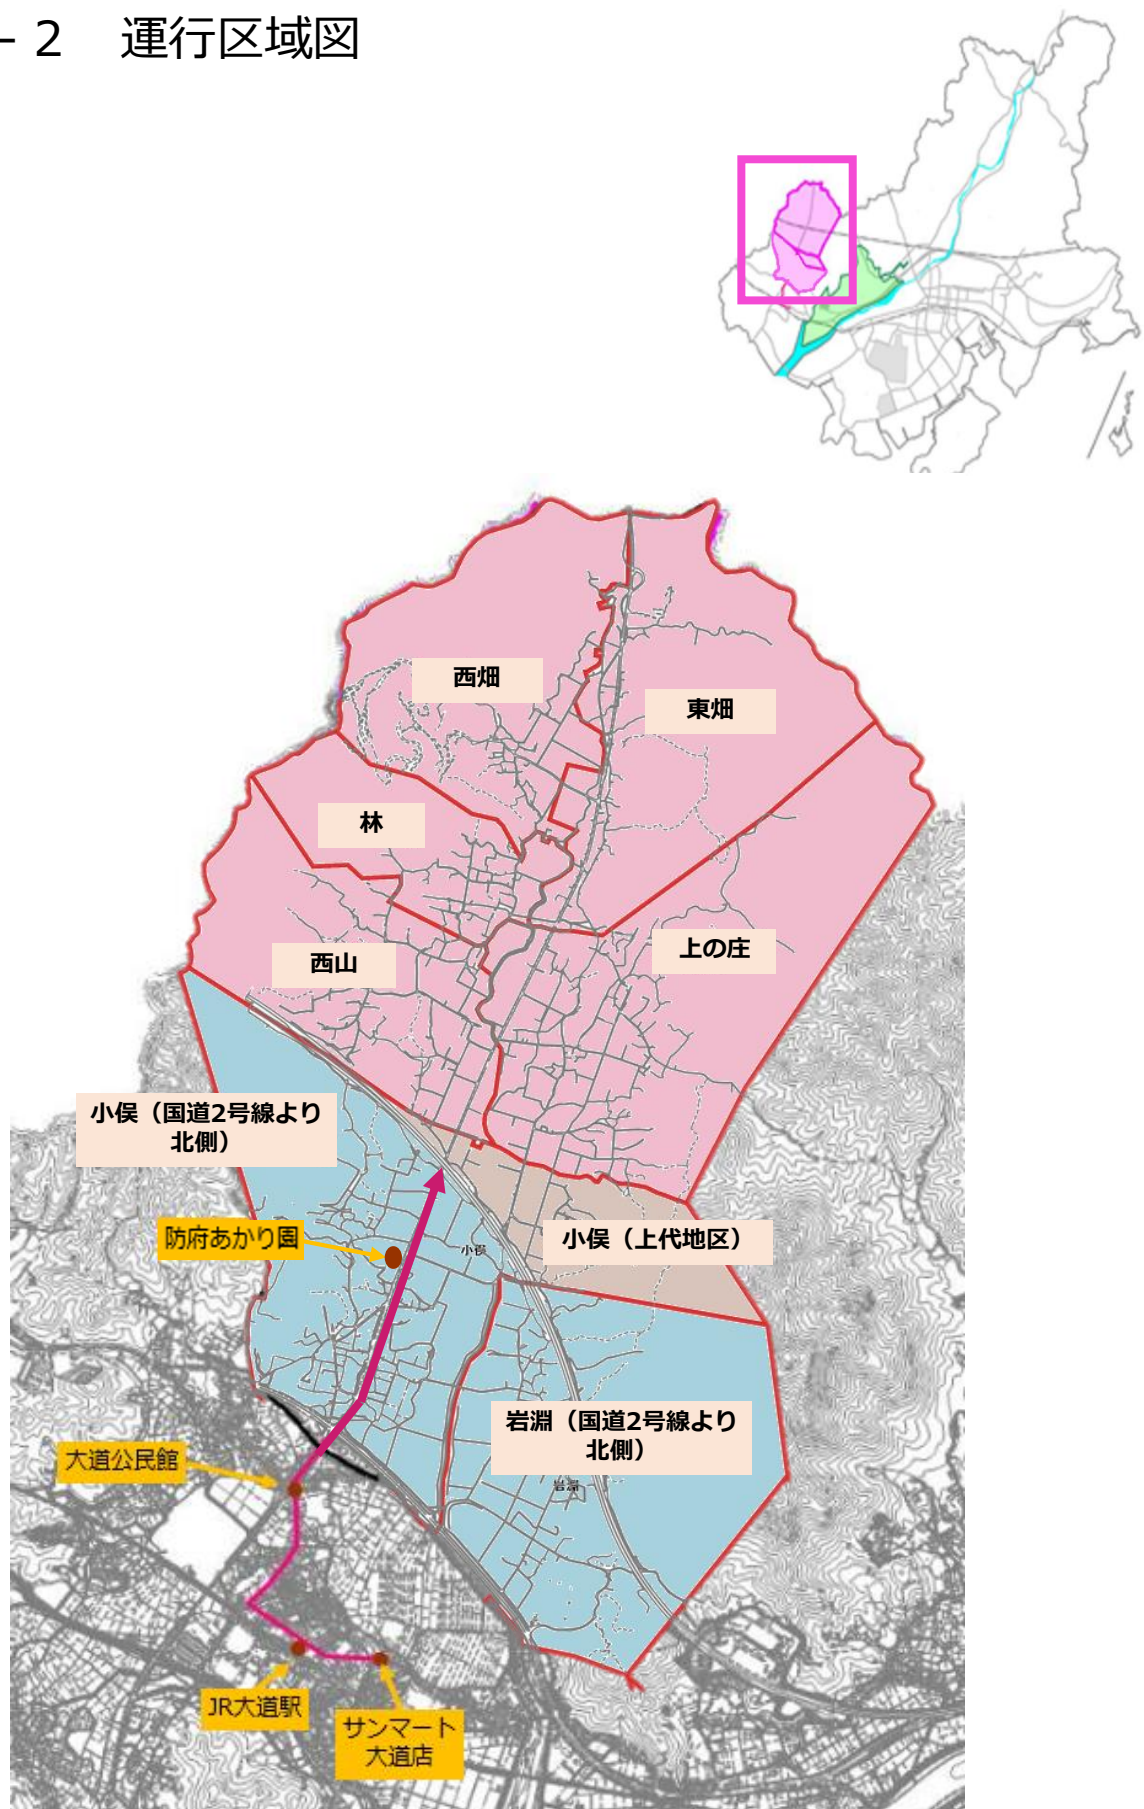 - 2　運行区域図
西畑
東畑
林
西山
上の庄
小俣（国道2号線より
北側）
防府あかり園
小俣
小俣（上代地区）
岩淵（国道2号線より
北側）
岩淵
大道公民館
JR大道駅
サンマート
大道店